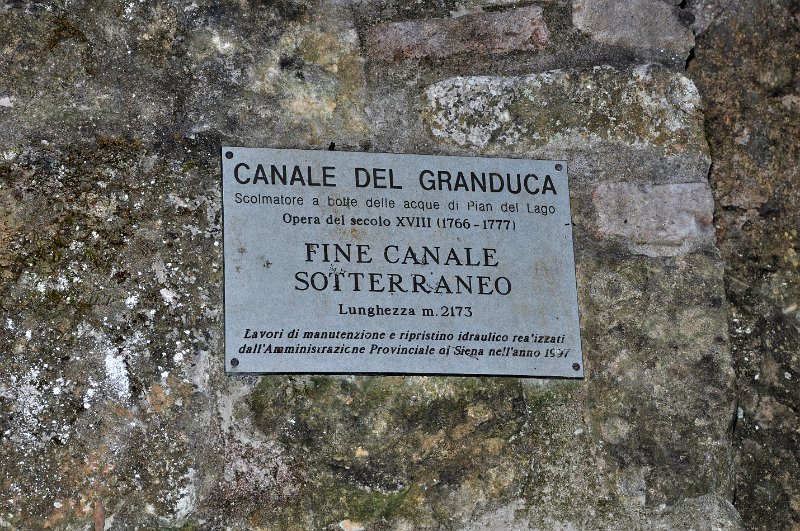 CANALE DEL GRANDUCA
Scolmatore a botte delle acque di Pian del Lago
Opera del secolo XVIII (1766-1777)
FINE CANALE
SOTTERRANEO
Lunghezza m. 2173
Lavori di manutenzione e ripristino idraulico realizzati
dall'Amministrazione Provinciale di Siena nell'anno 1997